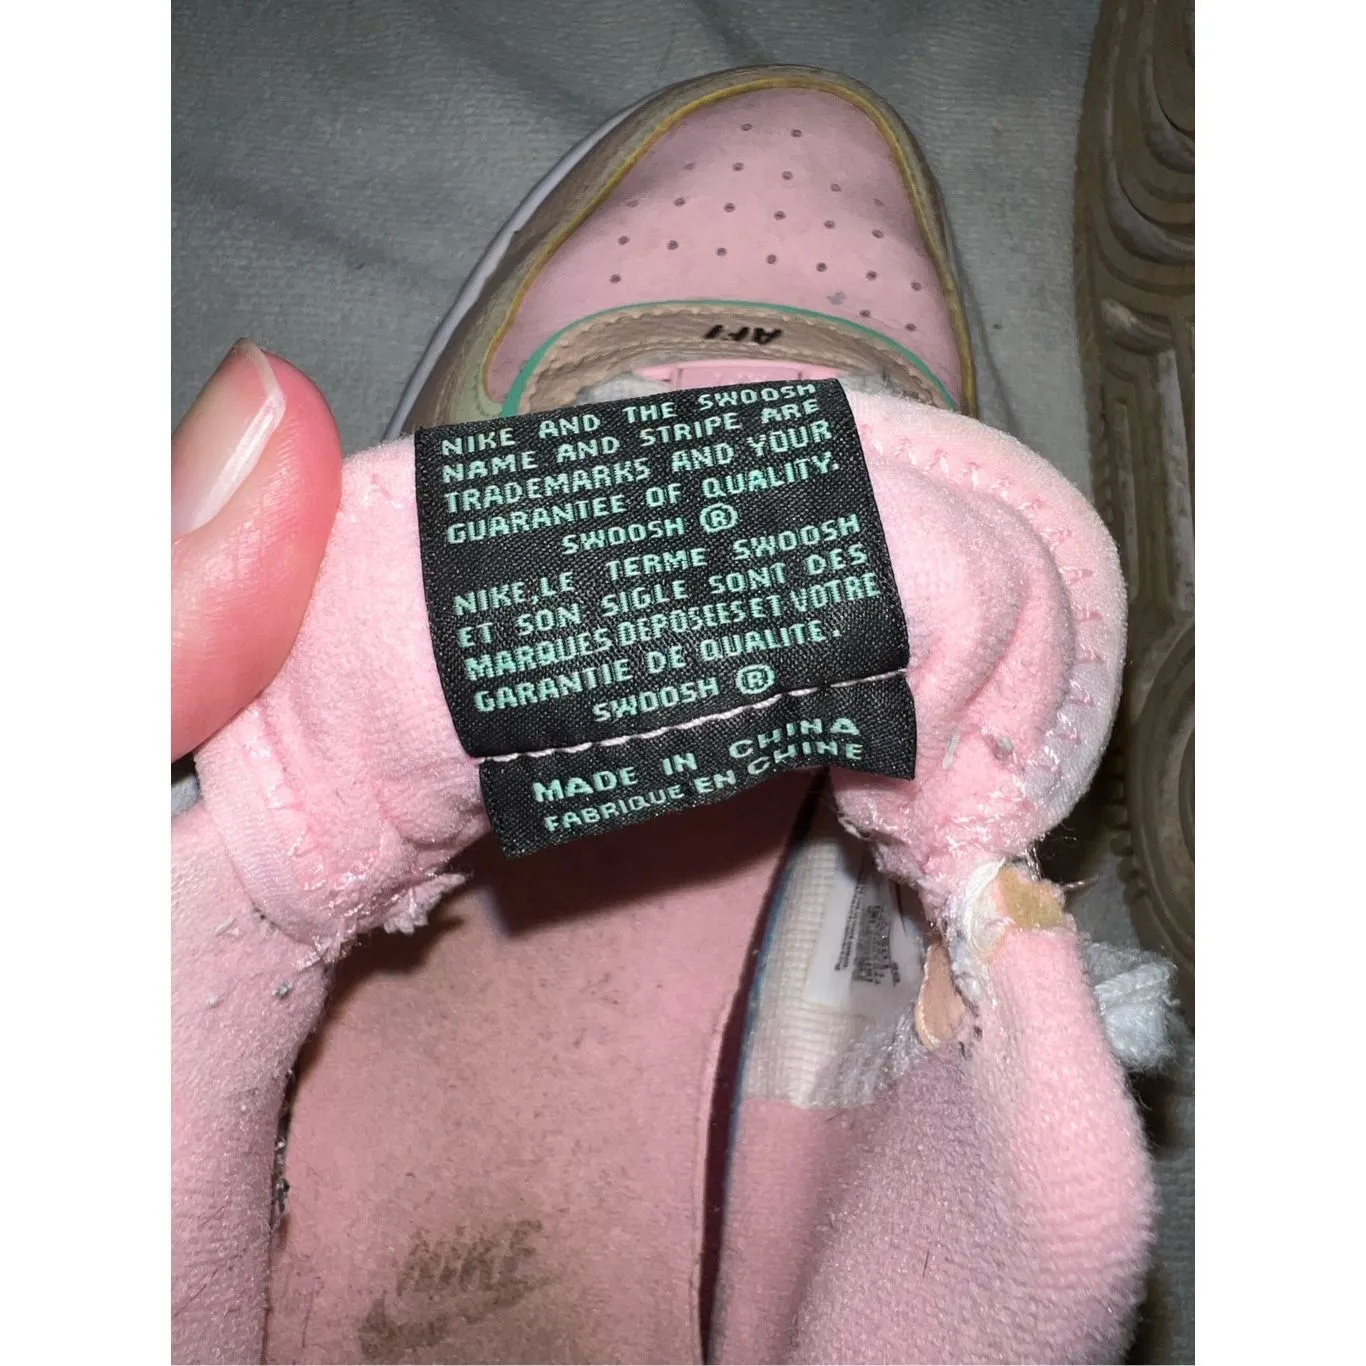 AF1
NIKE AND THE SWOOSH
NAME AND STRIPE ARE
TRADEMARKS AND YOUR
GUARANTEE OF QUALITY.
SWOOSH ®
NIKE,LE TERME SWOOSH
ET SON SIGLE SONT DES
MARQUES DEPOSEES ET VOTRE
GARANTIE DE QUALITE.
SWOOSH ®
MADE IN CHINA
FABRIQUE EN CHINE
NIKE